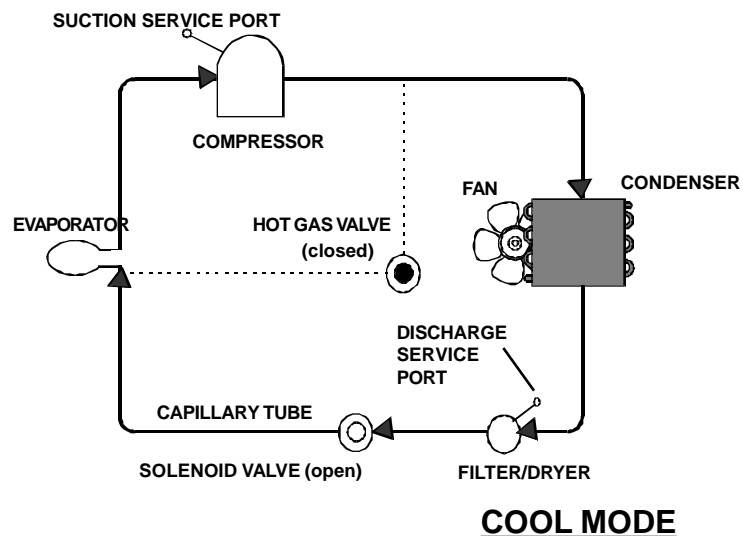 SUCTION SERVICE PORT
COMPRESSOR
FAN
CONDENSER
EVAPORATOR
HOT GAS VALVE
(closed)
DISCHARGE
SERVICE
PORT
CAPILLARY TUBE
SOLENOID VALVE (open)
FILTER/DRYER
COOL MODE